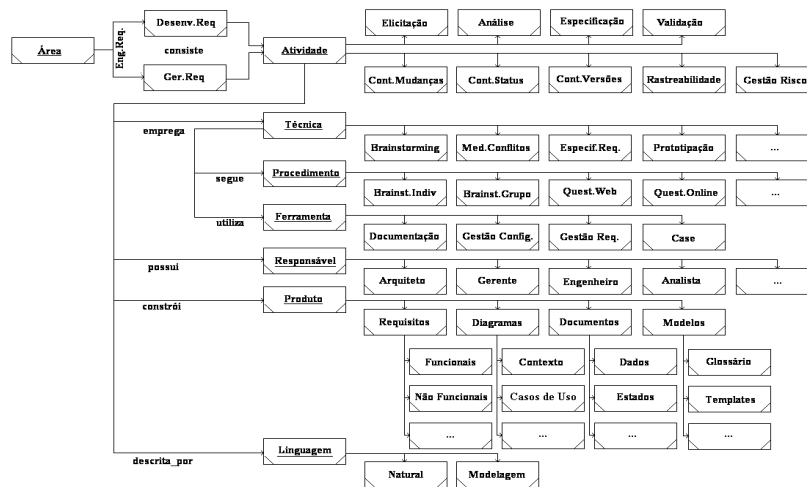 Elicitação Análise Especificação Validação
Desenv.Req
Área Eng.Req. consiste Atividade
Ger.Req Cont.Mudanças Cont.Status Cont.Versões Rastreabilidade Gestão Risco
Técnica
emprega
Brainstorming Med.Conflitos Especif.Req. Prototipação ...
segue Procedimento
Brainst.Indiv Brainst.Grupo Quest.Web Quest.Online ...
utiliza Ferramenta
Documentação Gestão Config. Gestão Req. Case
possui Responsável
Arquiteto Gerente Engenheiro Analista ...
constrói Produto
Requisitos Diagramas Documentos Modelos
Funcionais Contexto Dados Glossário
Não Funcionais Casos de Uso Estados Templates
... ... ... ...
descrita_por Linguagem
Natural Modelagem